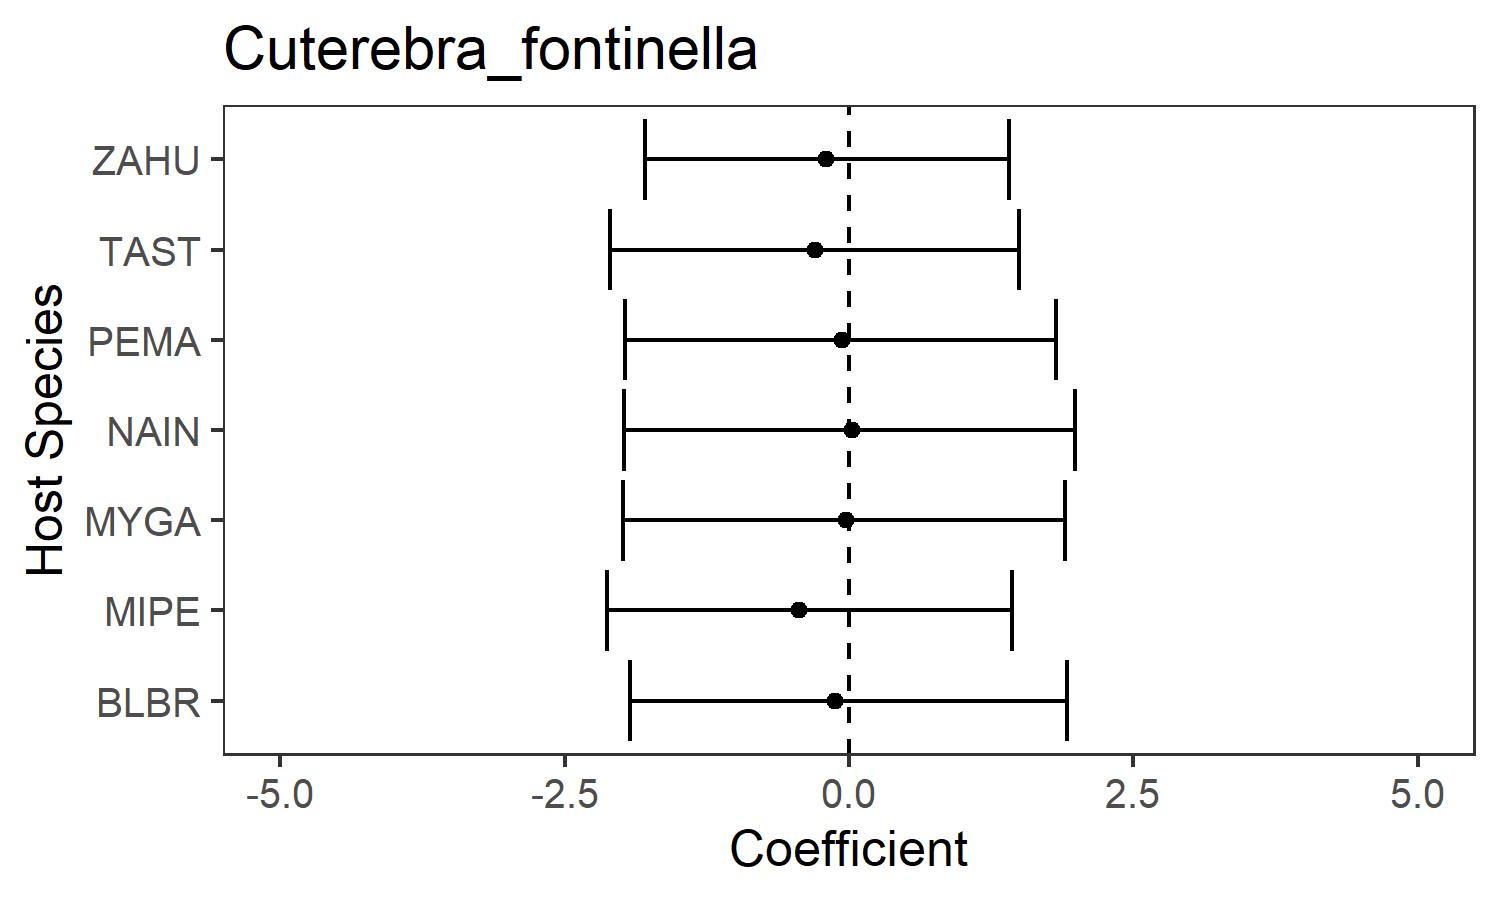 Cuterebra_fontinella
Host Species
ZAHU
TAST
PEMA
NAIN
MYGA
MIPE
BLBR
-5.0 -2.5 0.0 2.5 5.0
Coefficient